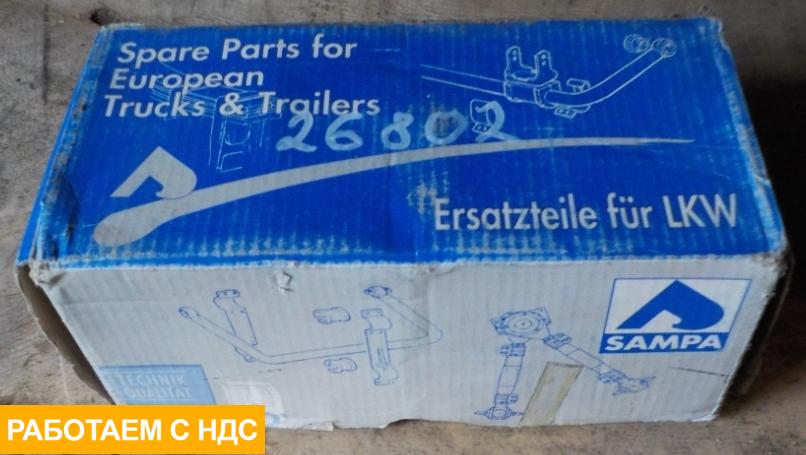 Spare Parts for
European
Trucks & Trailers
26802
Ersatzteile für LKW
SAMPA
TECHNIK
QUALITÄT
РАБОТАЕМ С НДС